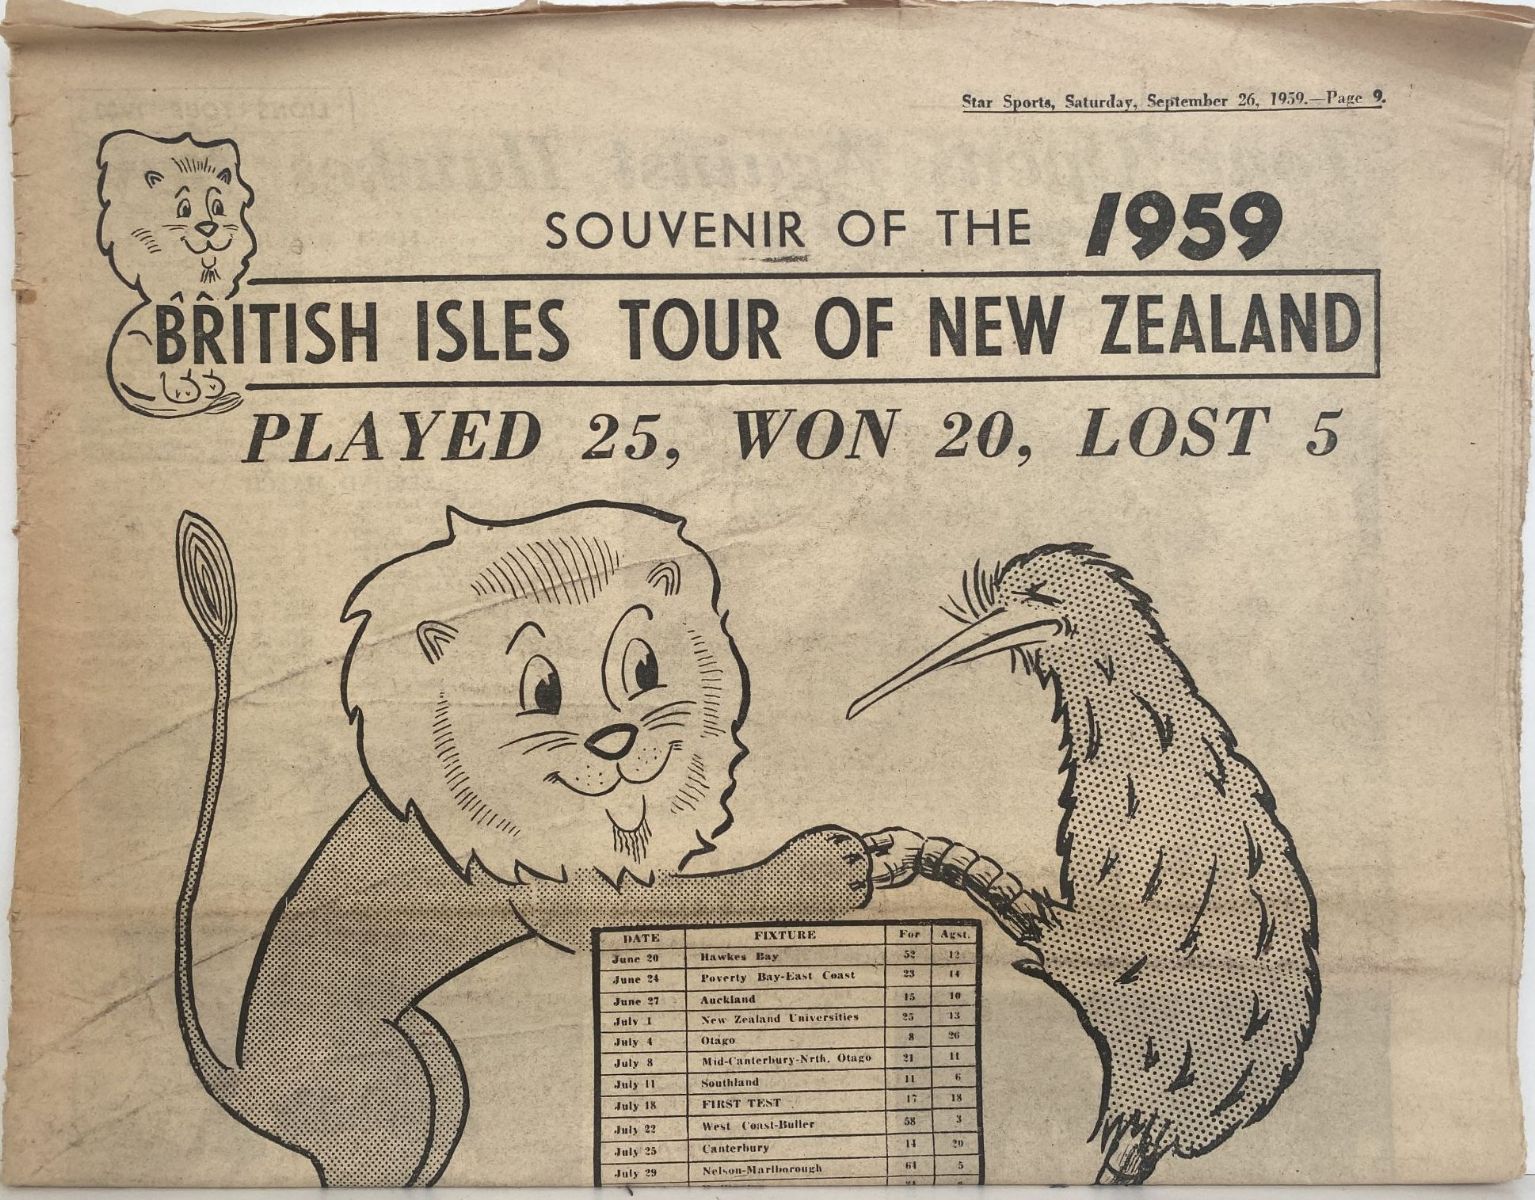 Star Sports, Saturday, September 26, 1959.—Page 9.
SOUVENIR OF THE 1959
BRITISH ISLES TOUR OF NEW ZEALAND
PLAYED 25, WON 20, LOST 5
DATE FIXTURE For Agst.
June 20 Hawkes Bay 52 12
June 24 Poverty Bay-East Coast 23 14
June 27 Auckland 15 10
July 1 New Zealand Universities 25 13
July 4 Otago 8 26
July 8 Mid-Canterbury-Nrth. Otago 21 11
July 11 Southland 11 6
July 18 FIRST TEST 17 18
July 22 West Coast-Buller 58 3
July 25 Canterbury 14 20
July 29 Nelson-Marlborough 64 5